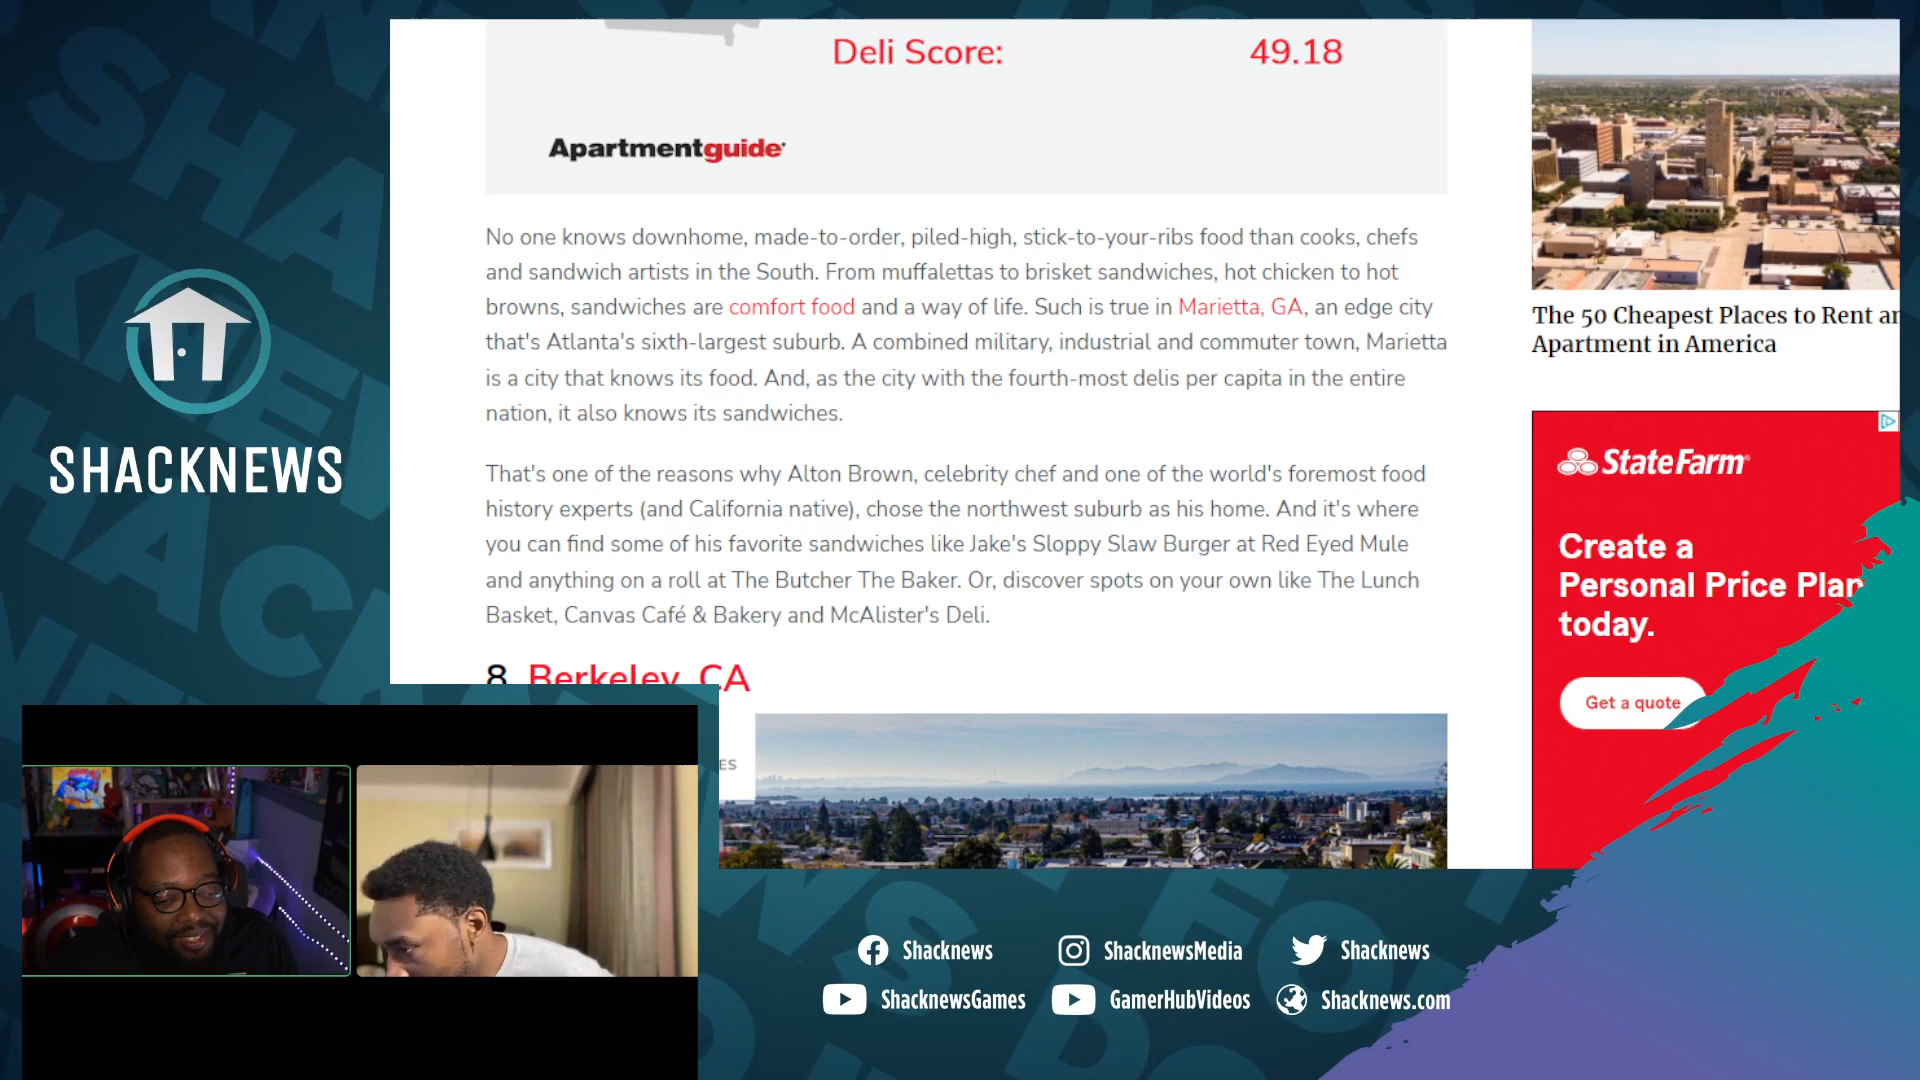 Deli Score: 49.18
Apartmentguide
No one knows downhome, made-to-order, piled-high, stick-to-your-ribs food than cooks, chefs
and sandwich artists in the South. From muffalettas to brisket sandwiches, hot chicken to hot
browns, sandwiches are comfort food and a way of life. Such is true in Marietta, GA, an edge city
that's Atlanta's sixth-largest suburb. A combined military, industrial and commuter town, Marietta
is a city that knows its food. And, as the city with the fourth-most delis per capita in the entire
nation, it also knows its sandwiches.
That's one of the reasons why Alton Brown, celebrity chef and one of the world's foremost food
history experts (and California native), chose the northwest suburb as his home. And it's where
you can find some of his favorite sandwiches like Jake's Sloppy Slaw Burger at Red Eyed Mule
and anything on a roll at The Butcher The Baker. Or, discover spots on your own like The Lunch
Basket, Canvas Café & Bakery and McAlister's Deli.
8. Berkeley, CA
ES
The 50 Cheapest Places to Rent an
Apartment in America
StateFarm
Create a
Personal Price Plan
today.
Get a quote
SHACKNEWS
Shacknews ShacknewsMedia Shacknews
ShacknewsGames GamerHubVideos Shacknews.com